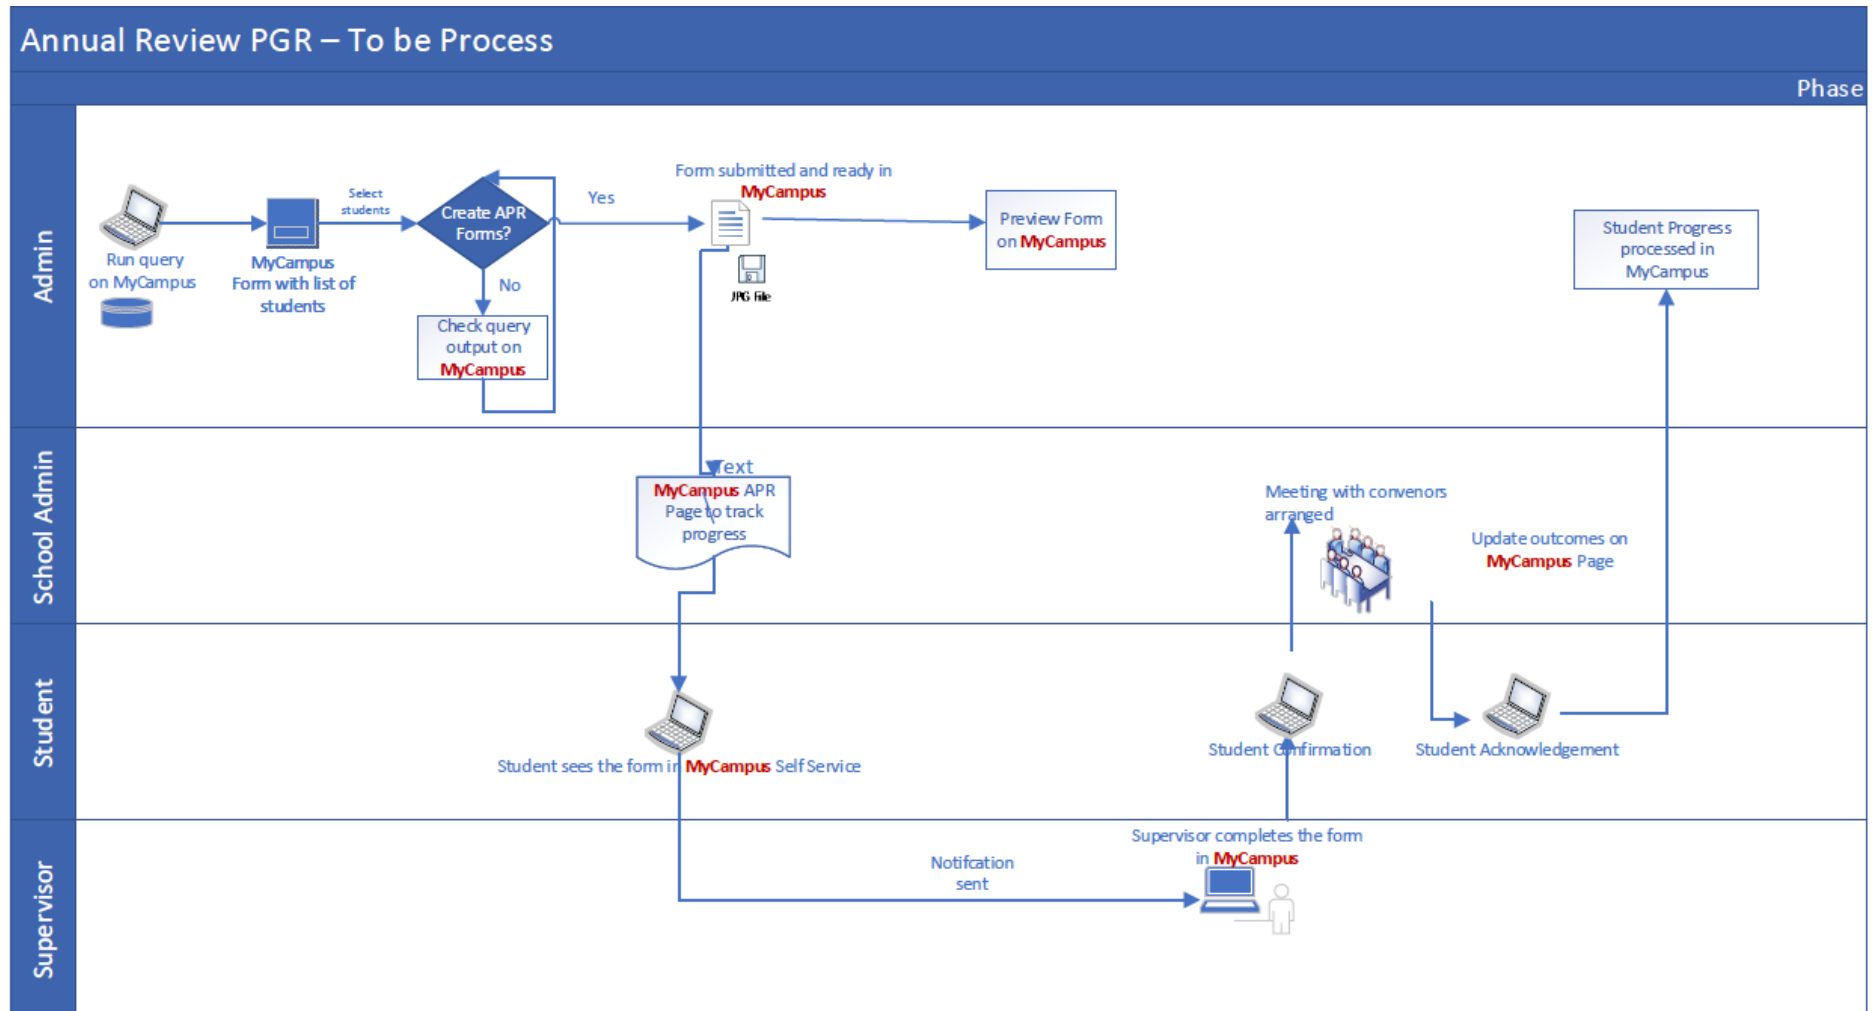 Annual Review PGR – To be Process
Phase
Admin
Run query
on MyCampus
MyCampus
Form with list of
students
Select
students
Create APR
Forms?
Yes
No
Check query
output on
MyCampus
Form submitted and ready in
MyCampus
JPG File
Preview Form
on MyCampus
Student Progress
processed in
MyCampus
School Admin
Text
MyCampus APR
Page to track
progress
Meeting with convenors
arranged
Update outcomes on
MyCampus Page
Student
Student sees the form in MyCampus Self Service
Student Confirmation
Student Acknowledgement
Supervisor
Notifcation
sent
Supervisor completes the form
in MyCampus